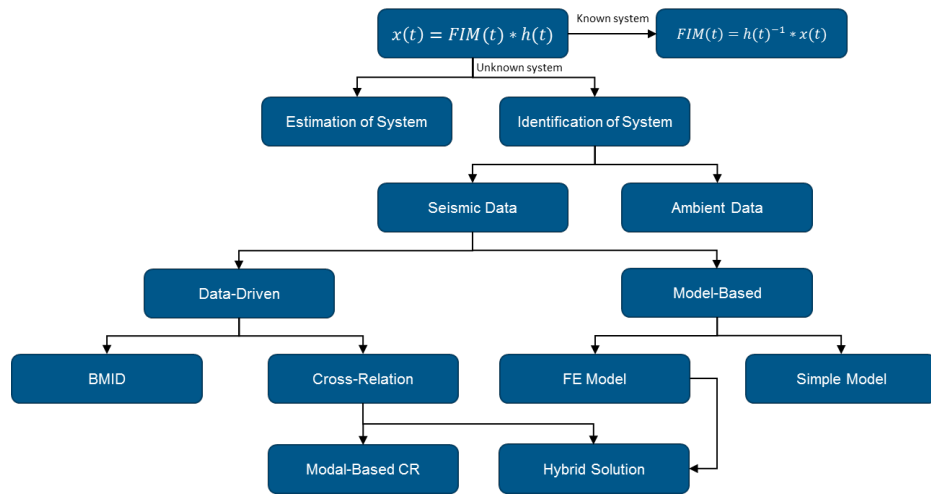 x(t) = FIM(t) * h(t)
Known system
FIM(t) = h(t)⁻¹ * x(t)
Unknown system
Estimation of System
Identification of System
Seismic Data
Ambient Data
Data-Driven
Model-Based
BMID
Cross-Relation
FE Model
Simple Model
Modal-Based CR
Hybrid Solution